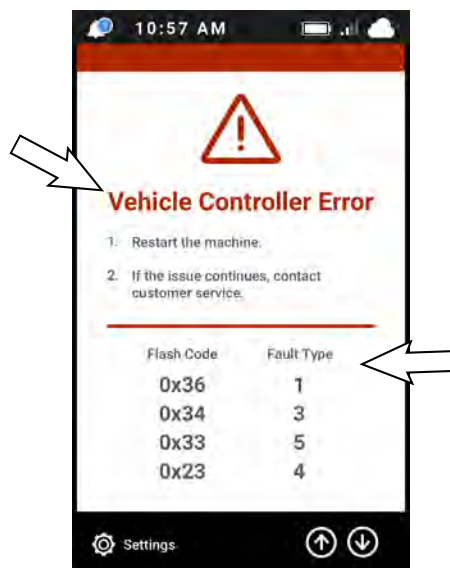 10:57 AM
Vehicle Controller Error
1. Restart the machine.
2. If the issue continues, contact
customer service.
Flash Code Fault Type
0x36 1
0x34 3
0x33 5
0x23 4
Settings